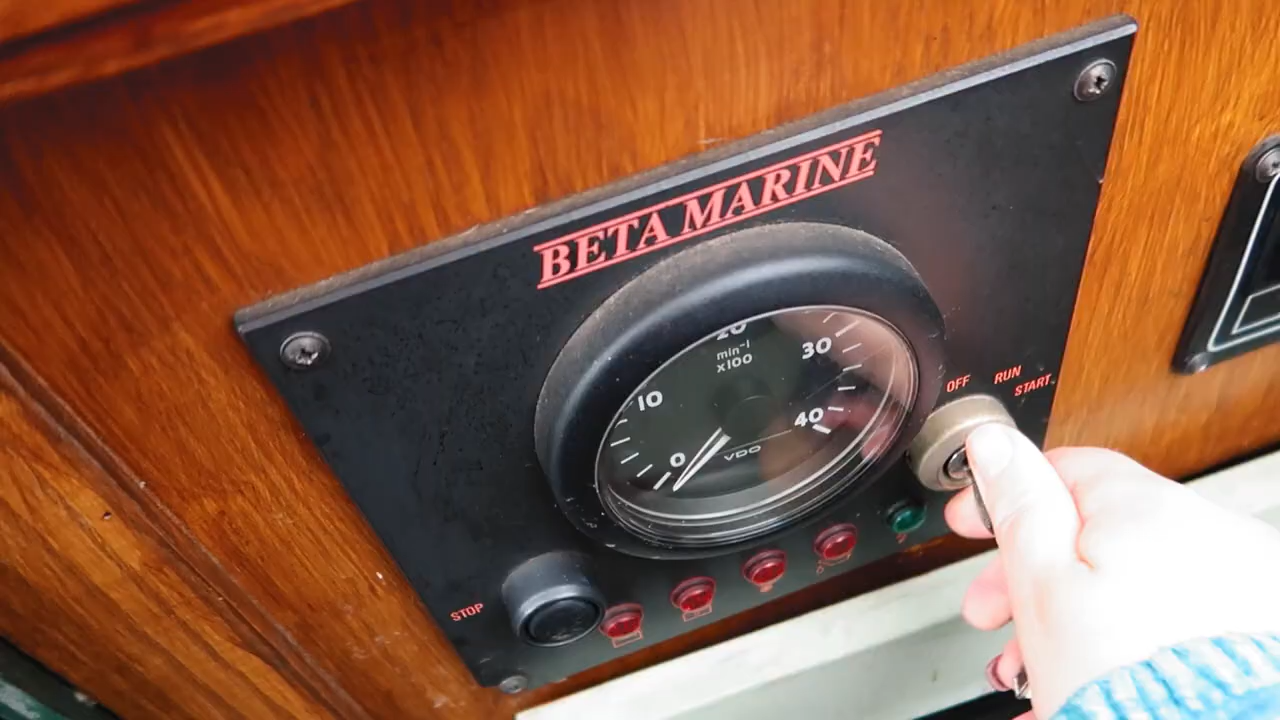 BETA MARINE
20
min-1
x100
30
10
40
0
VDO
OFF
RUN
START
STOP